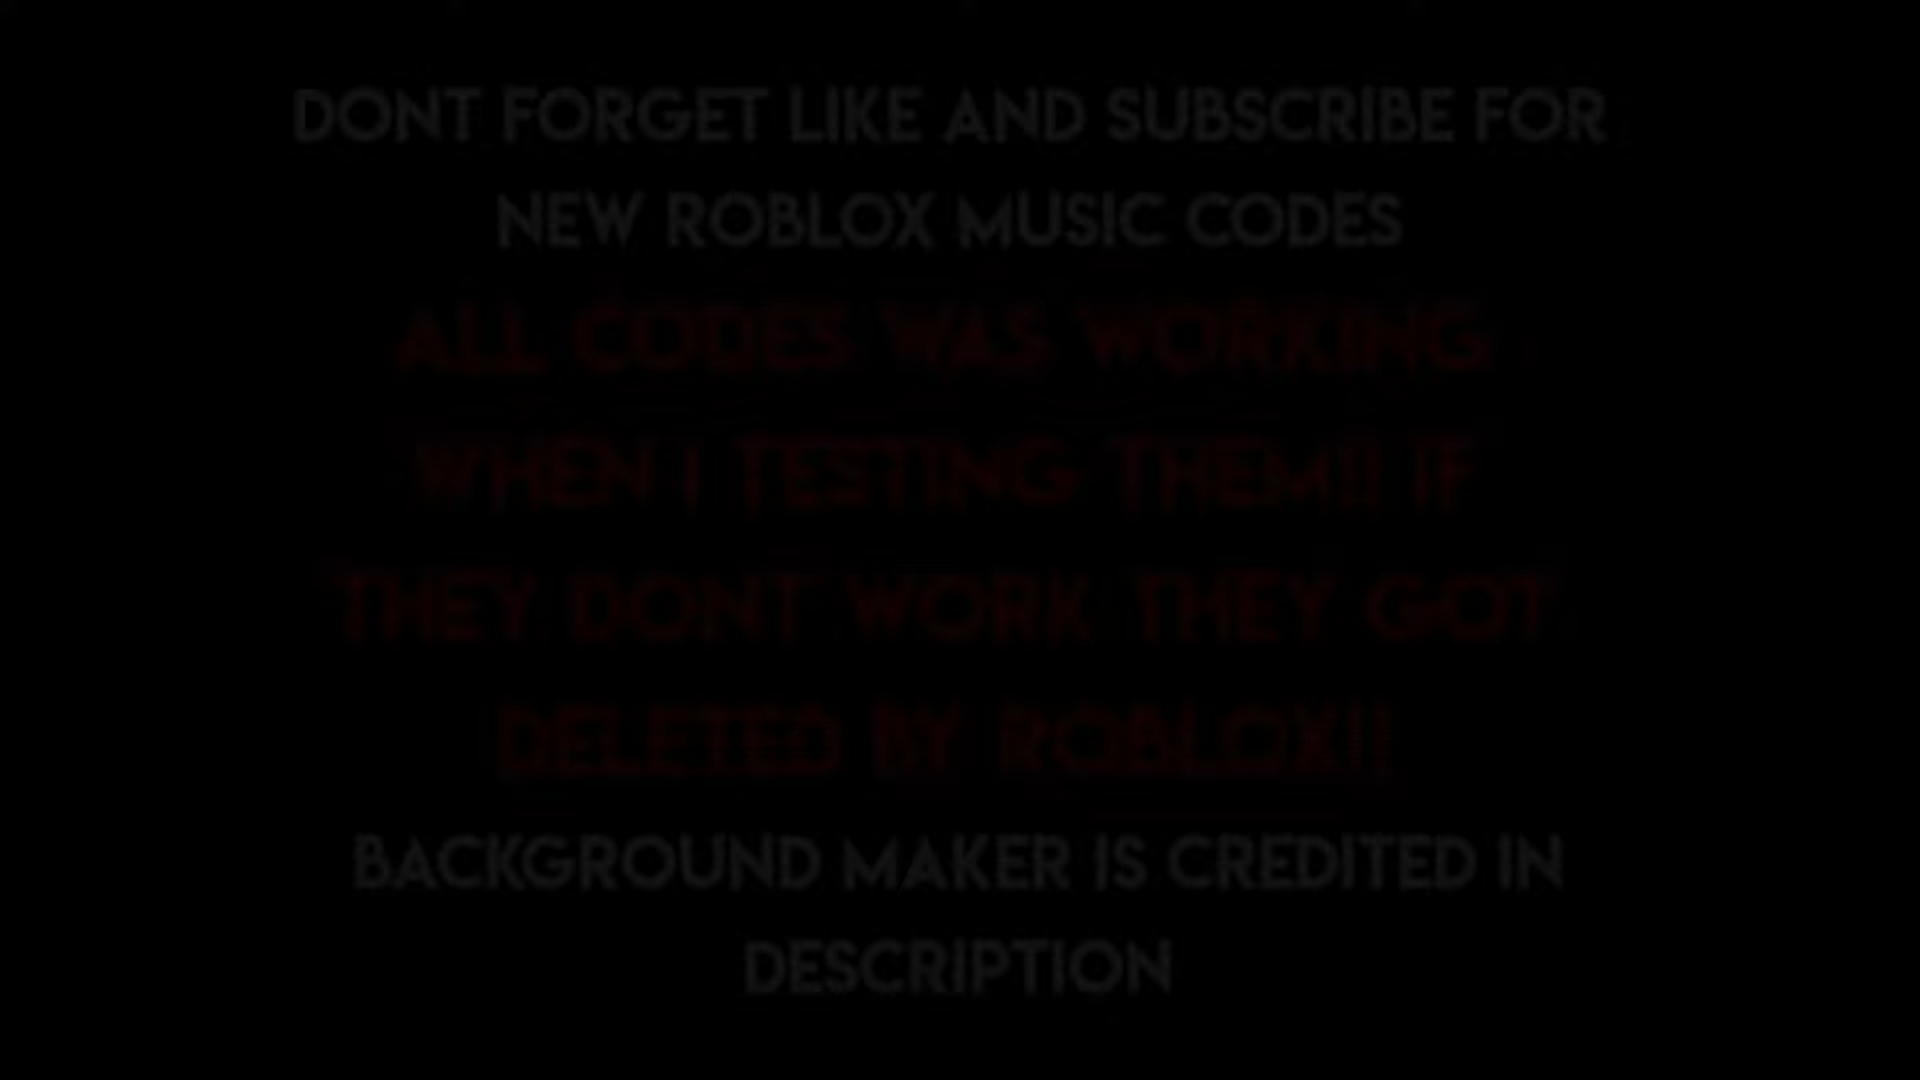 DONT FORGET LIKE AND SUBSCRIBE FOR
NEW ROBLOX MUSIC CODES
ALL CODES WAS WORKING
WHEN I TESTING THEM!! IF
THEY DONT WORK THEY GOT
DELETED BY ROBLOX!!
BACKGROUND MAKER IS CREDITED IN
DESCRIPTION